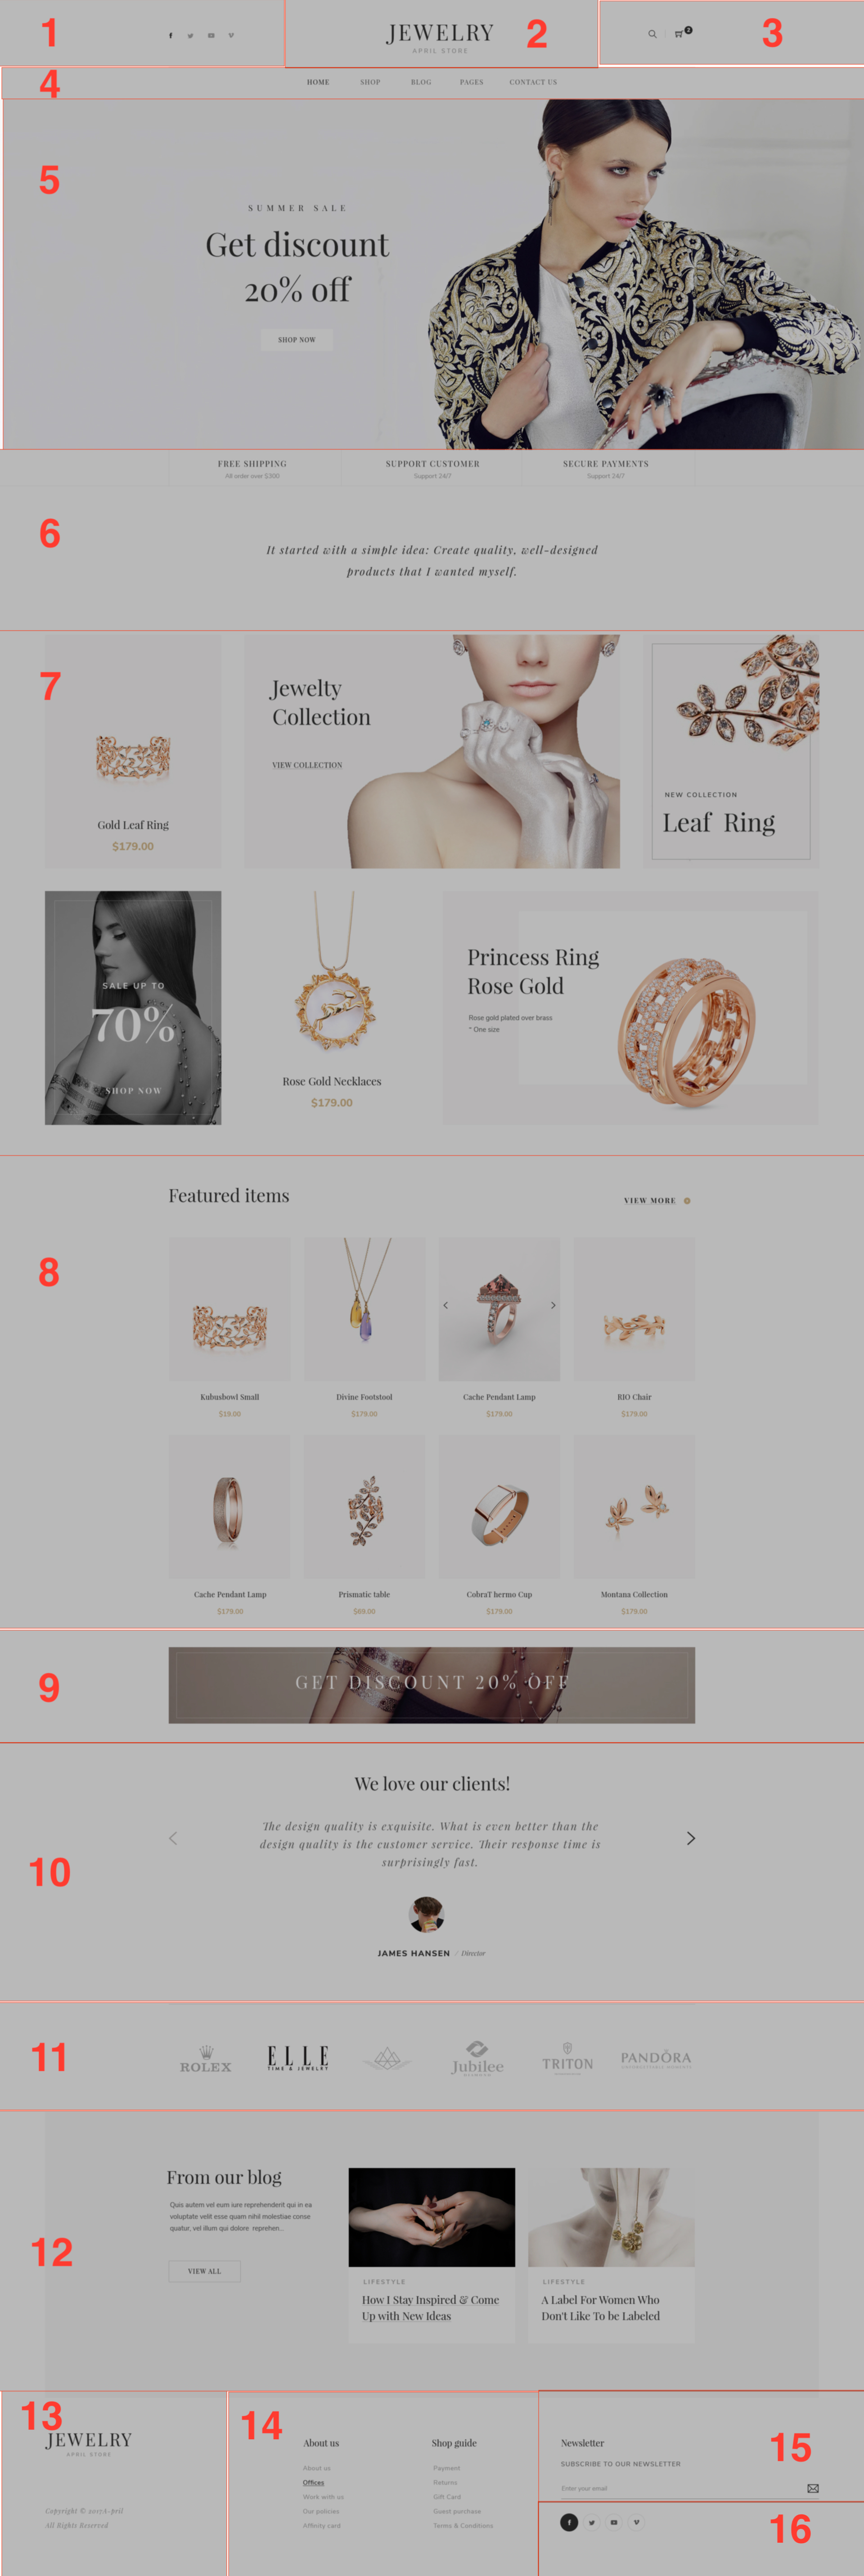 1
JEWELRY
APRIL STORE
2
2
3
4
HOME SHOP BLOG PAGES CONTACT US
5
SUMMER SALE
Get discount
20% off
SHOP NOW
FREE SHIPPING
All order over $300
SUPPORT CUSTOMER
Support 24/7
SECURE PAYMENTS
Support 24/7
6
It started with a simple idea: Create quality, well-designed
products that I wanted myself.
7
Gold Leaf Ring
$179.00
Jewelty
Collection
VIEW COLLECTION
NEW COLLECTION
Leaf Ring
SALE UP TO
70%
SHOP NOW
Rose Gold Necklaces
$179.00
Princess Ring
Rose Gold
Rose gold plated over brass
* One size
Featured items
VIEW MORE
8
Kubusbowl Small
$19.00
Divine Footstool
$179.00
Cache Pendant Lamp
$179.00
RIO Chair
$179.00
Cache Pendant Lamp
$179.00
Prismatic table
$69.00
CobraT hermo Cup
$179.00
Montana Collection
$179.00
9
GET DISCOUNT 20% OFF
We love our clients!
The design quality is exquisite. What is even better than the
design quality is the customer service. Their response time is
surprisingly fast.
10
JAMES HANSEN / Director
11
ROLEX
ELLE
TIME & JEWELRY
Jubilee
TRITON
PANDÓRA
UNFORGETTABLE MOMENTS
12
From our blog
Quis autem vel eum iure reprehenderit qui in ea
voluptate velit esse quam nihil molestiae conse
quatur, vel illum qui dolore reprehen...
VIEW ALL
LIFESTYLE
How I Stay Inspired & Come
Up with New Ideas
LIFESTYLE
A Label For Women Who
Don't Like To be Labeled
13
JEWELRY
APRIL STORE
Copyright © 2017A-pril
All Rights Reserved
14
About us
About us
Offices
Work with us
Our policies
Affinity card
Shop guide
Payment
Returns
Gift Card
Guest purchase
Terms & Conditions
15
Newsletter
SUBSCRIBE TO OUR NEWSLETTER
Enter your email
16